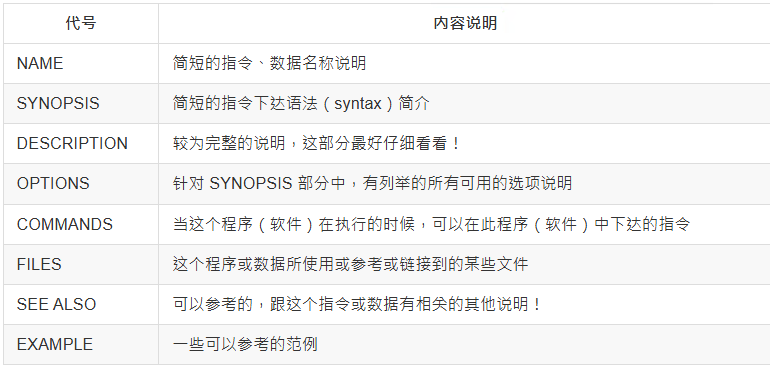 代号 内容说明
NAME 简短的指令、数据名称说明
SYNOPSIS 简短的指令下达语法（syntax）简介
DESCRIPTION 较为完整的说明，这部分最好仔细看看！
OPTIONS 针对 SYNOPSIS 部分中，有列举的所有可用的选项说明
COMMANDS 当这个程序（软件）在执行的时候，可以在此程序（软件）中下达的指令
FILES 这个程序或数据所使用或参考或链接到的某些文件
SEE ALSO 可以参考的，跟这个指令或数据有相关的其他说明！
EXAMPLE 一些可以参考的范例